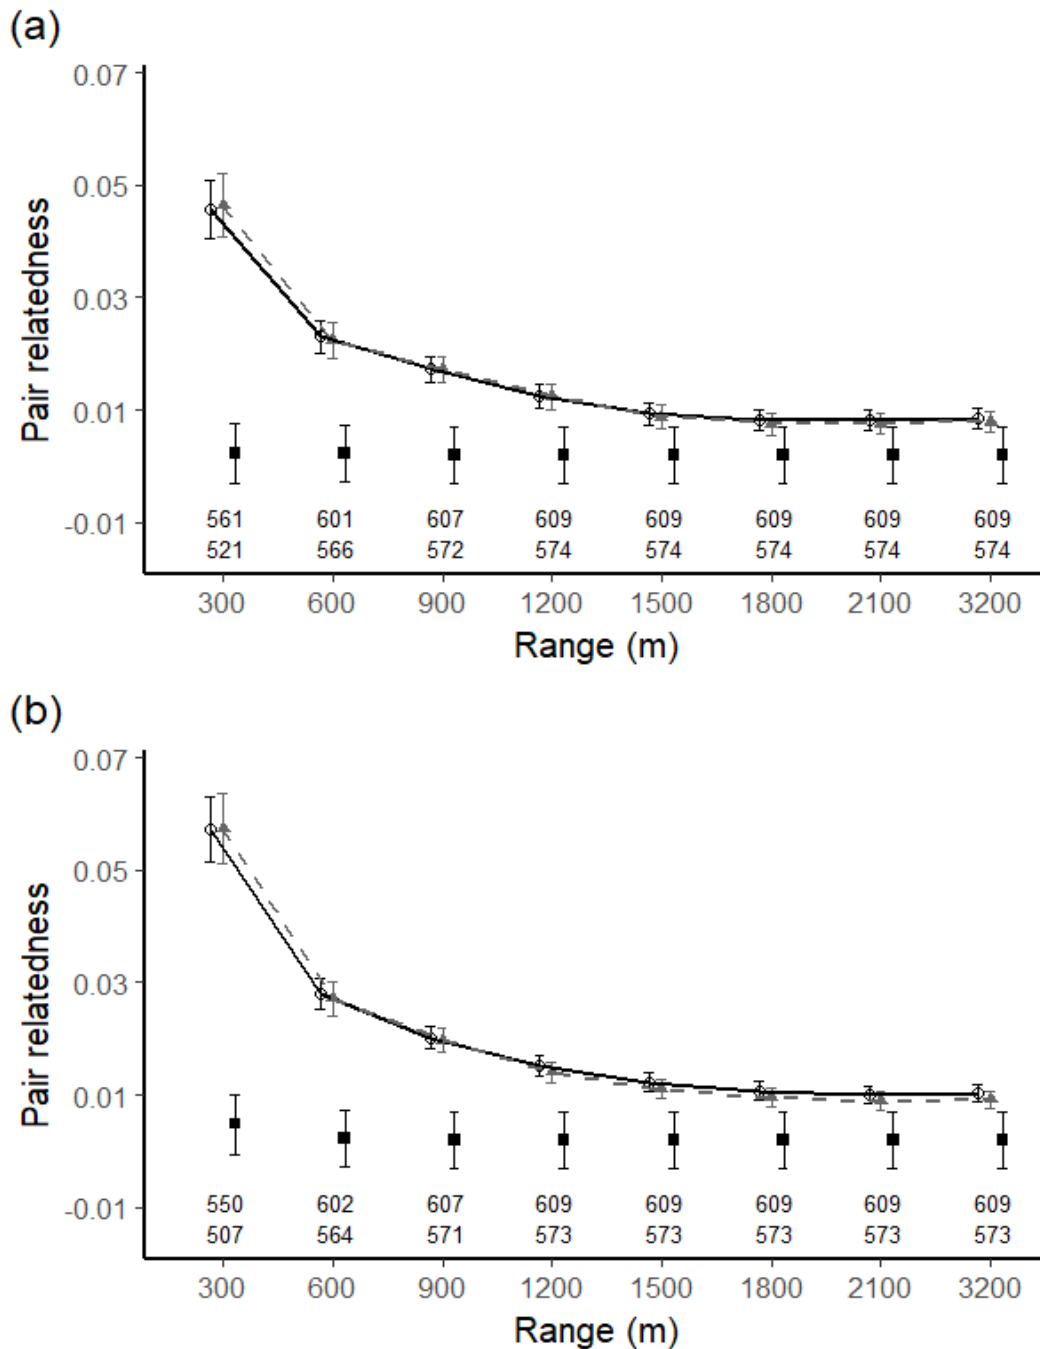 (a)
0.07
0.05
0.03
0.01
-0.01
Pair relatedness
561 601 607 609 609 609 609 609
521 566 572 574 574 574 574 574
300 600 900 1200 1500 1800 2100 3200
Range (m)
(b)
0.07
0.05
0.03
0.01
-0.01
Pair relatedness
550 602 607 609 609 609 609 609
507 564 571 573 573 573 573 573
300 600 900 1200 1500 1800 2100 3200
Range (m)